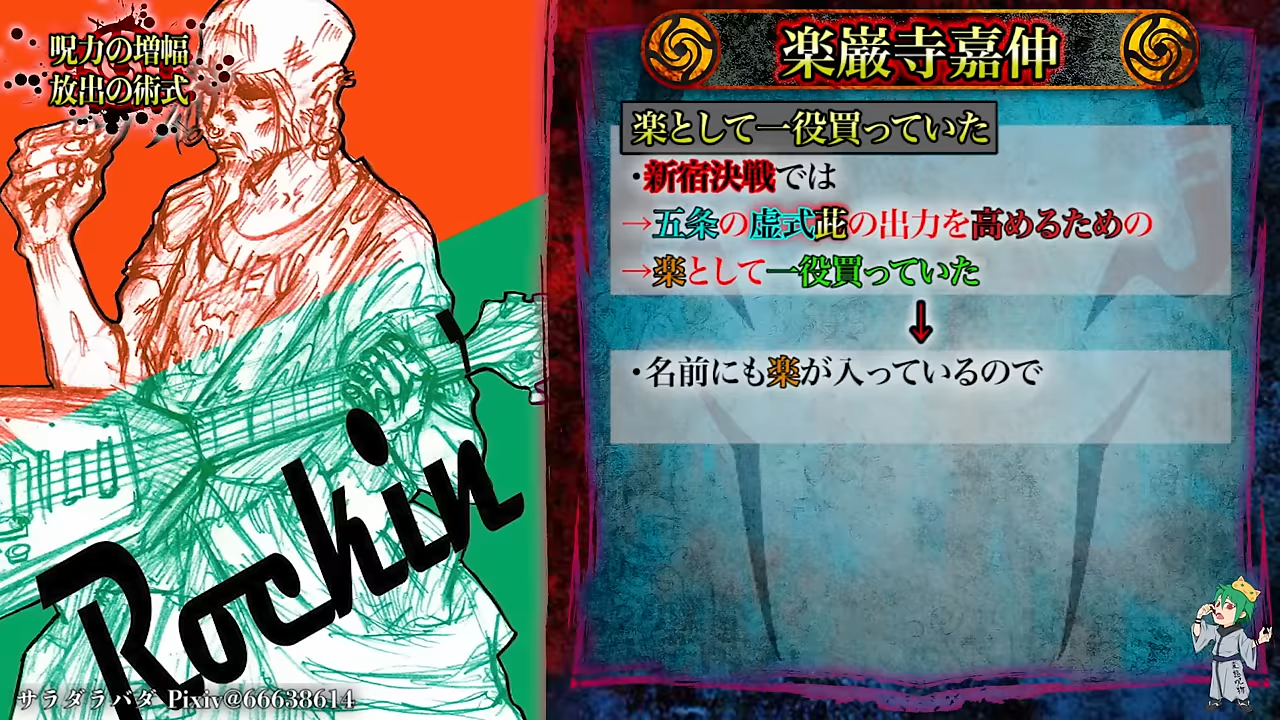 呪力の増幅
放出の術式
楽巌寺嘉伸
楽として一役買っていた
・新宿決戦では
→五条の虚式茈の出力を高めるための
→楽として一役買っていた
↓
・名前にも楽が入っているので
Rockin
サラダラバダ Pixiv@66638614